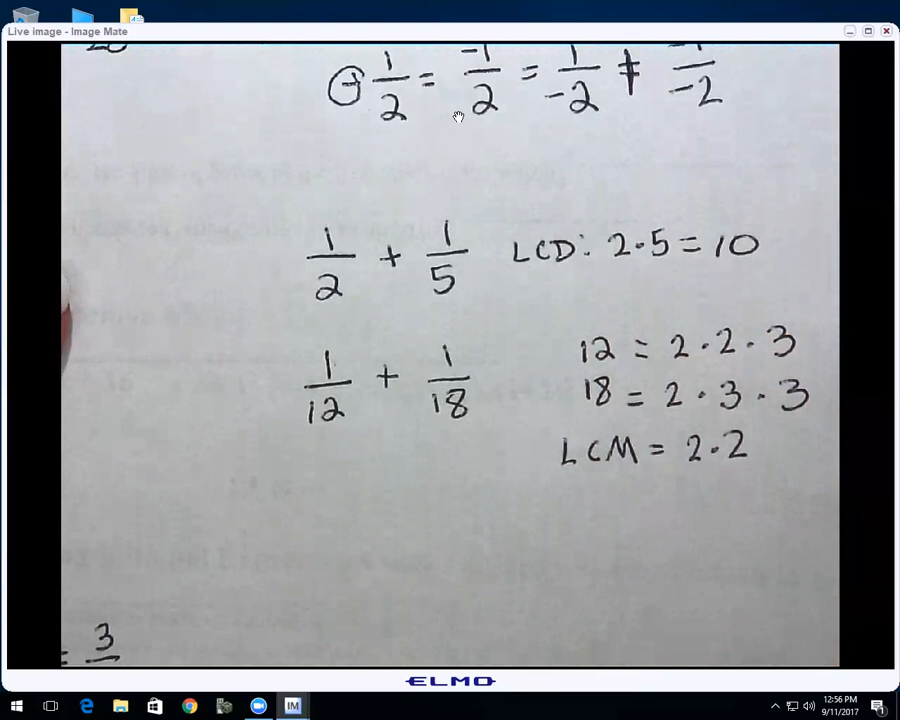 Live image - Image Mate
- 1/2 = -1/2 = 1/-2 ≠ -1/-2
1/2 + 1/5 LCD: 2·5 = 10
1/12 + 1/18
12 = 2·2·3
18 = 2·3·3
LCM = 2·2
= 3
ELMO
IM
12:56 PM
9/11/2017
1